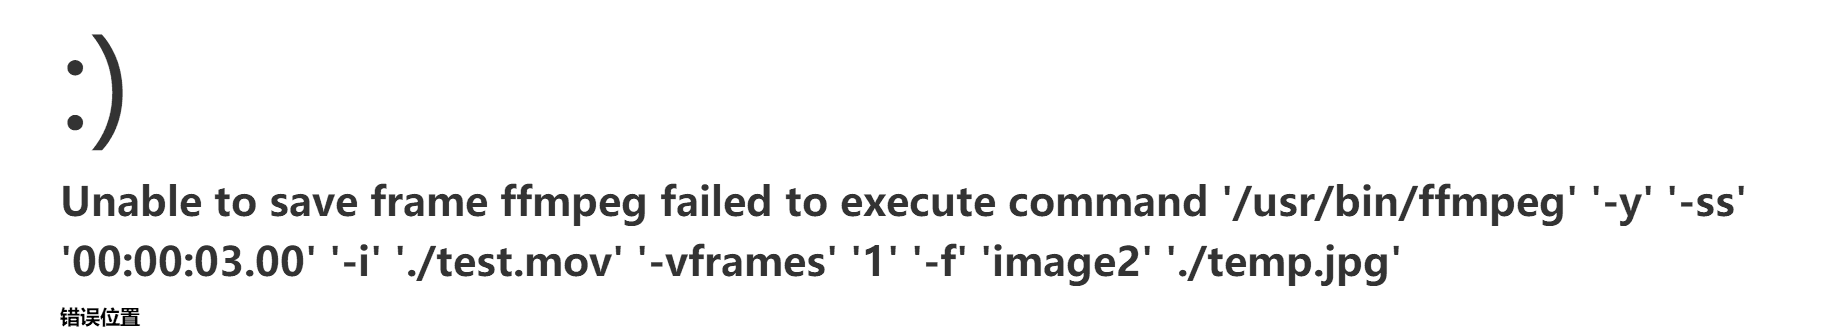 :)
Unable to save frame ffmpeg failed to execute command '/usr/bin/ffmpeg' '-y' '-ss'
'00:00:03.00' '-i' './test.mov' '-vframes' '1' '-f' 'image2' './temp.jpg'
错误位置